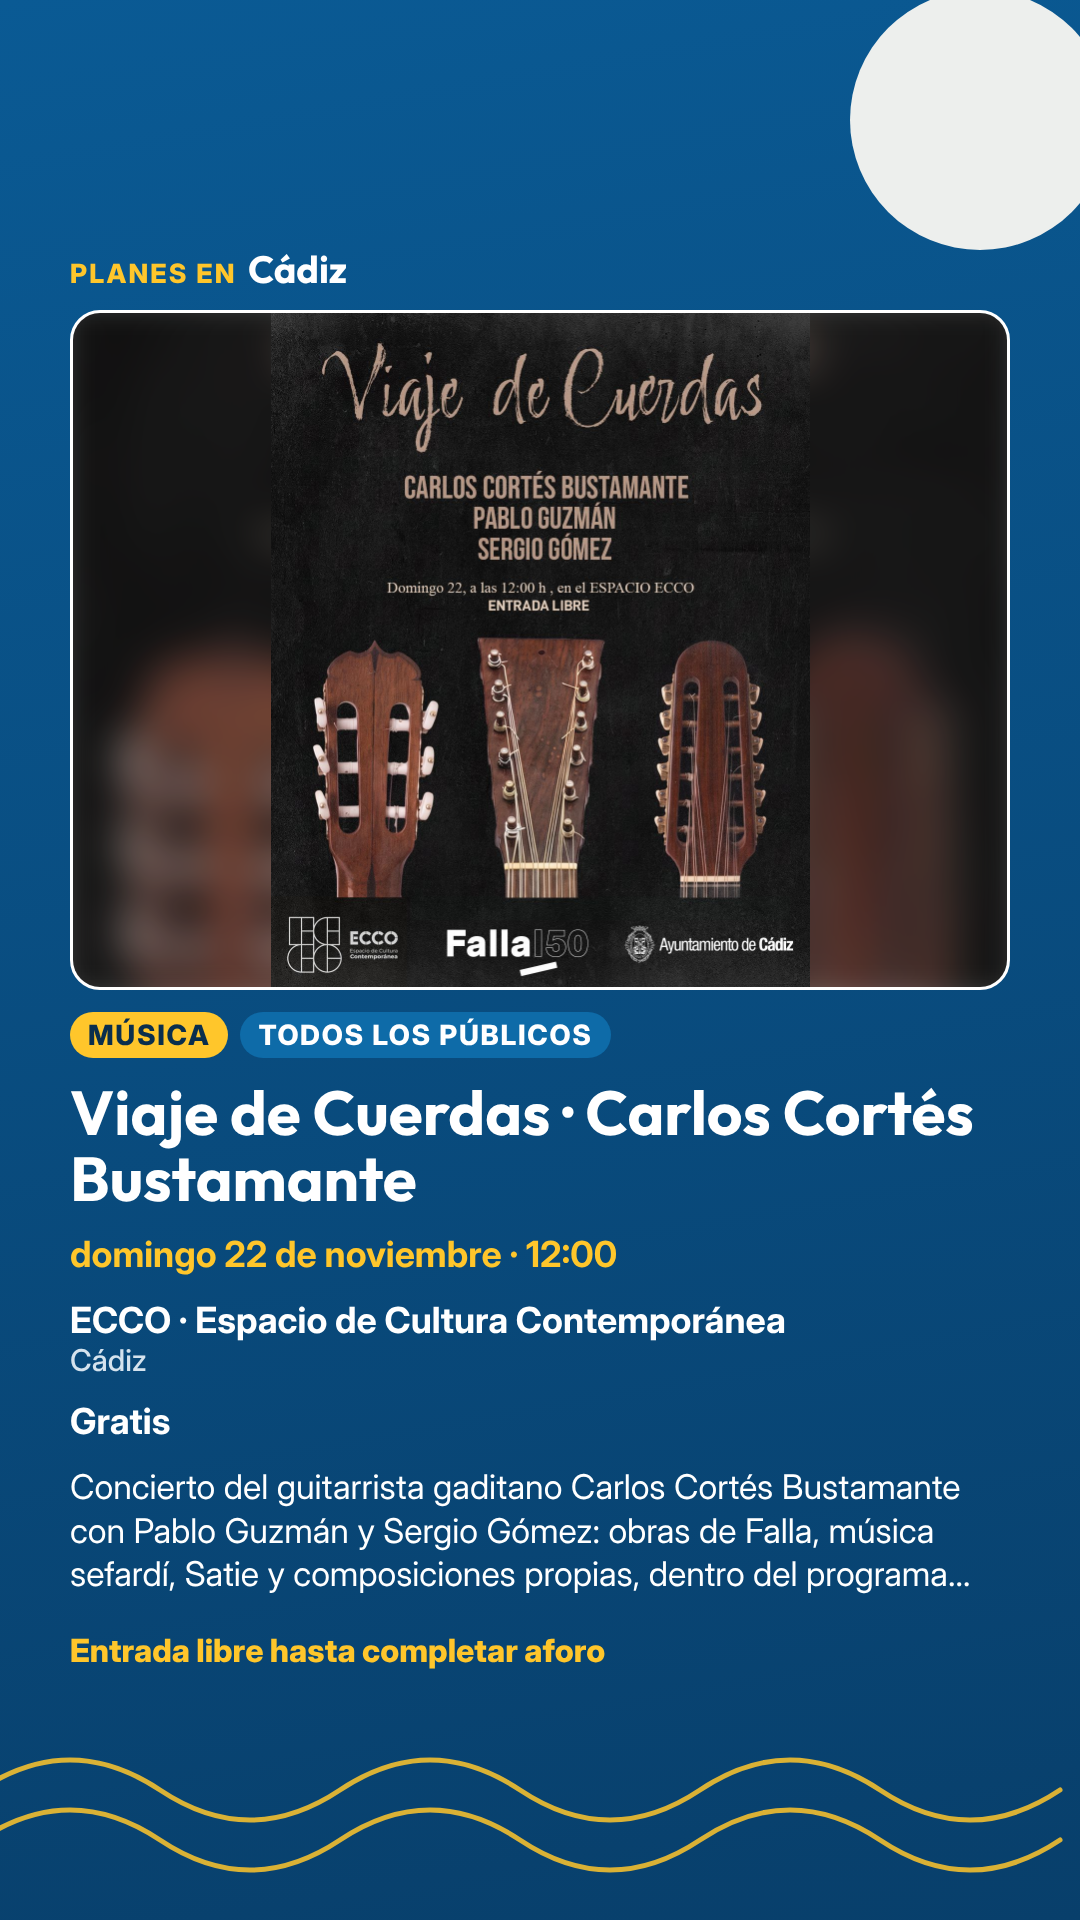 PLANES EN Cádiz
Viaje de Cuerdas
CARLOS CORTÉS BUSTAMANTE
PABLO GUZMÁN
SERGIO GÓMEZ
Domingo 22, a las 12:00 h , en el ESPACIO ECCO
ENTRADA LIBRE
ECCO
Espacio de Cultura
Contemporánea
Falla150
Ayuntamiento de Cádiz
MÚSICA
TODOS LOS PÚBLICOS
Viaje de Cuerdas · Carlos Cortés
Bustamante
domingo 22 de noviembre · 12:00
ECCO · Espacio de Cultura Contemporánea
Cádiz
Gratis
Concierto del guitarrista gaditano Carlos Cortés Bustamante
con Pablo Guzmán y Sergio Gómez: obras de Falla, música
sefardí, Satie y composiciones propias, dentro del programa...
Entrada libre hasta completar aforo